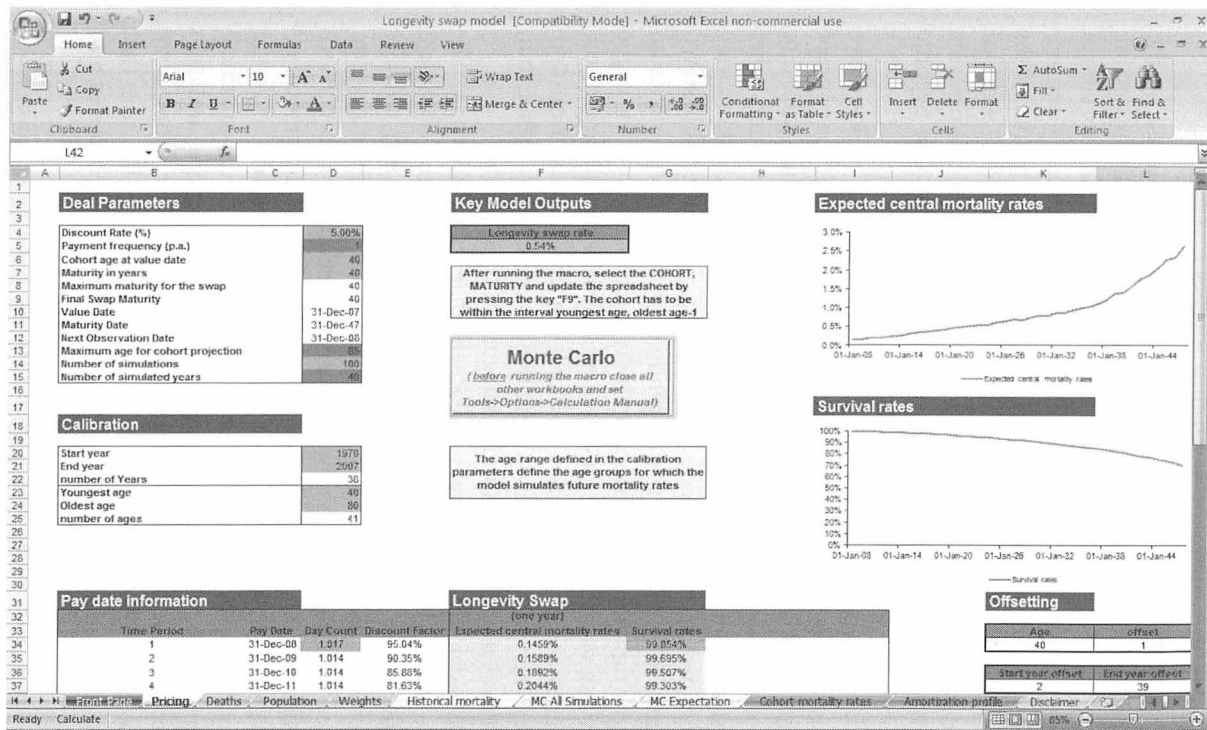 Longevity swap model [Compatibility Mode] - Microsoft Excel non-commercial use
Home Insert Page Layout Formulas Data Review View
Paste
Cut
Copy
Format Painter
Clipboard
Arial 10
B I U
Font
Wrap Text
Merge & Center
Alignment
General
% ,
Number
Conditional Formatting
Format as Table
Cell Styles
Styles
Insert Delete Format
Cells
Σ AutoSum
Fill
Clear
Sort & Filter
Find & Select
Editing
L42 fx
A B C D E F G H I J K L
Deal Parameters
Discount Rate (%) 5.00%
Payment frequency (p.a.) 1
Cohort age at value date 40
Maturity in years 40
Maximum maturity for the swap 40
Final Swap Maturity 40
Value Date 31-Dec-07
Maturity Date 31-Dec-47
Next Observation Date 31-Dec-08
Maximum age for cohort projection 85
Number of simulations 100
Number of simulated years 40
Calibration
Start year 1970
End year 2007
number of Years 38
Youngest age 40
Oldest age 80
number of ages 41
Key Model Outputs
Longevity swap rate
0.54%
After running the macro, select the COHORT,
MATURITY and update the spreadsheet by
pressing the key "F9". The cohort has to be
within the interval youngest age, oldest age-1
Monte Carlo
(before running the macro close all
other workbooks and set
Tools->Options->Calculation Manual)
The age range defined in the calibration
parameters define the age groups for which the
model simulates future mortality rates
Expected central mortality rates
3.0%
2.5%
2.0%
1.5%
1.0%
0.5%
0.0%
01-Jan-08 01-Jan-14 01-Jan-20 01-Jan-26 01-Jan-32 01-Jan-38 01-Jan-44
Expected central mortality rates
Survival rates
100%
90%
80%
70%
60%
50%
40%
30%
20%
10%
0%
01-Jan-08 01-Jan-14 01-Jan-20 01-Jan-26 01-Jan-32 01-Jan-38 01-Jan-44
Survival rates
Pay date information Longevity Swap
(one year)
Time Period Pay Date Day Count Discount Factor Expected central mortality rates Survival rates
1 31-Dec-08 1.017 95.04% 0.1459% 99.854%
2 31-Dec-09 1.014 90.35% 0.1589% 99.695%
3 31-Dec-10 1.014 85.88% 0.1892% 99.507%
4 31-Dec-11 1.014 81.63% 0.2044% 99.303%
Offsetting
Age offset
40 1
Start year offset End year offset
2 39
Front Page Pricing Deaths Population Weights Historical mortality MC All Simulations MC Expectation Cohort mortality rates Amortization profile Disclaimer
Ready Calculate 85%